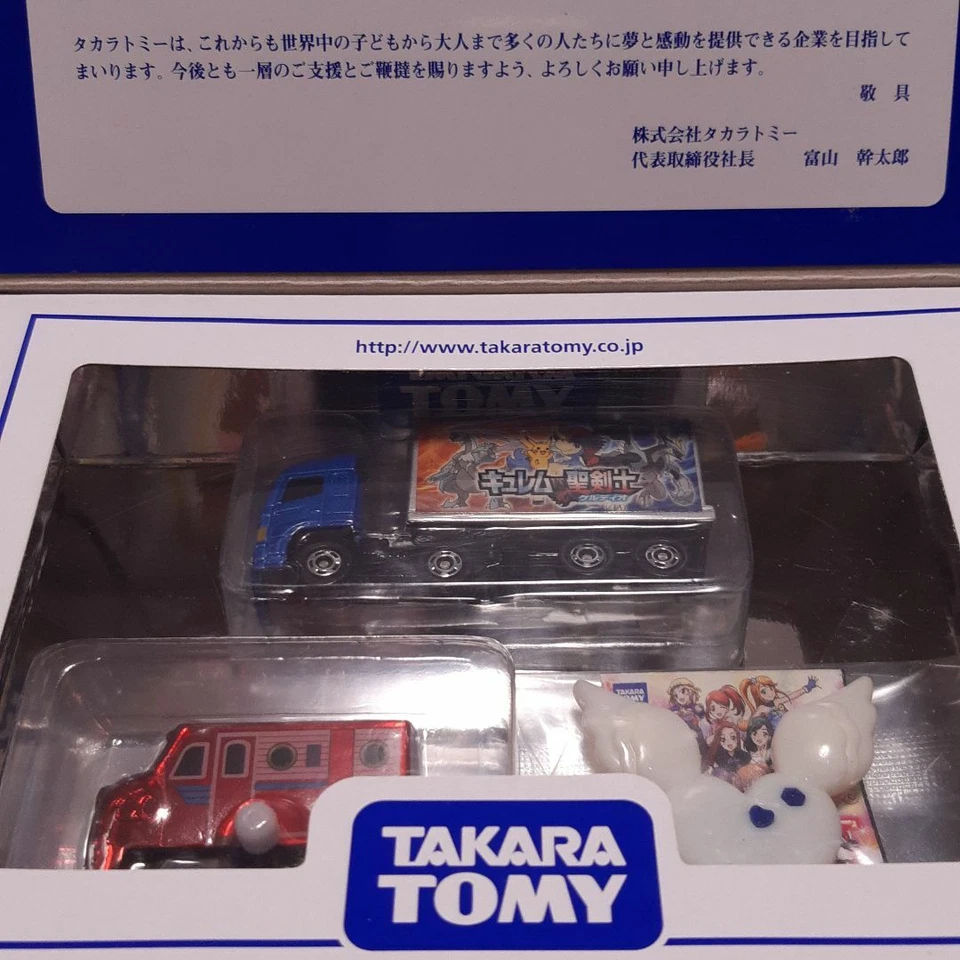 タカラトミーは、これからも世界中の子どもから大人まで多くの人たちに夢と感動を提供できる企業を目指して
まいります。今後とも一層のご支援とご鞭撻を賜りますよう、よろしくお願い申し上げます。
敬 具
株式会社タカラトミー
代表取締役社長 富山 幹太郎
http://www.takaratomy.co.jp
TOMY
キュレム 聖剣士
ケルディオ
TAKARA
TOMY
TAKARA
TOMY